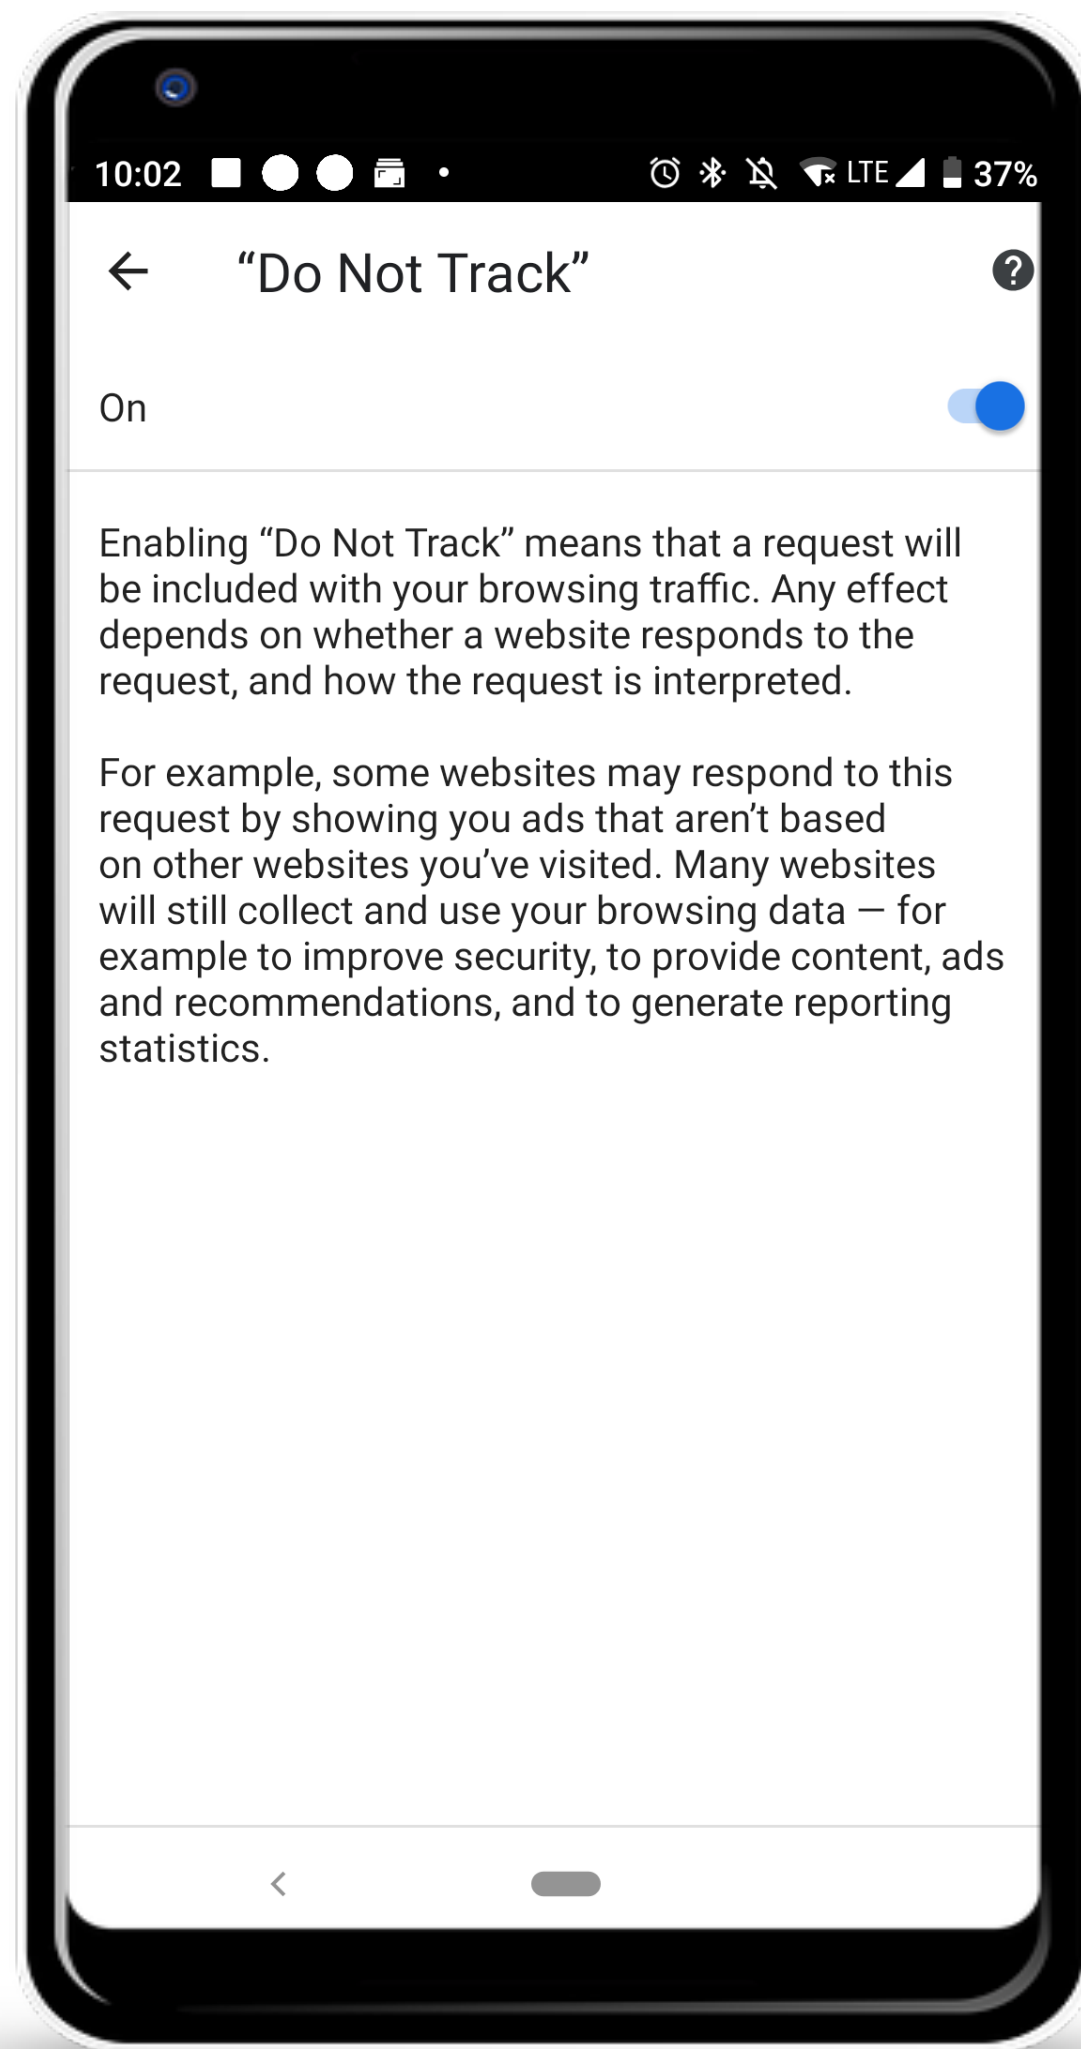 10:02 LTE 37%
“Do Not Track”
On
Enabling “Do Not Track” means that a request will
be included with your browsing traffic. Any effect
depends on whether a website responds to the
request, and how the request is interpreted.
For example, some websites may respond to this
request by showing you ads that aren’t based
on other websites you’ve visited. Many websites
will still collect and use your browsing data — for
example to improve security, to provide content, ads
and recommendations, and to generate reporting
statistics.